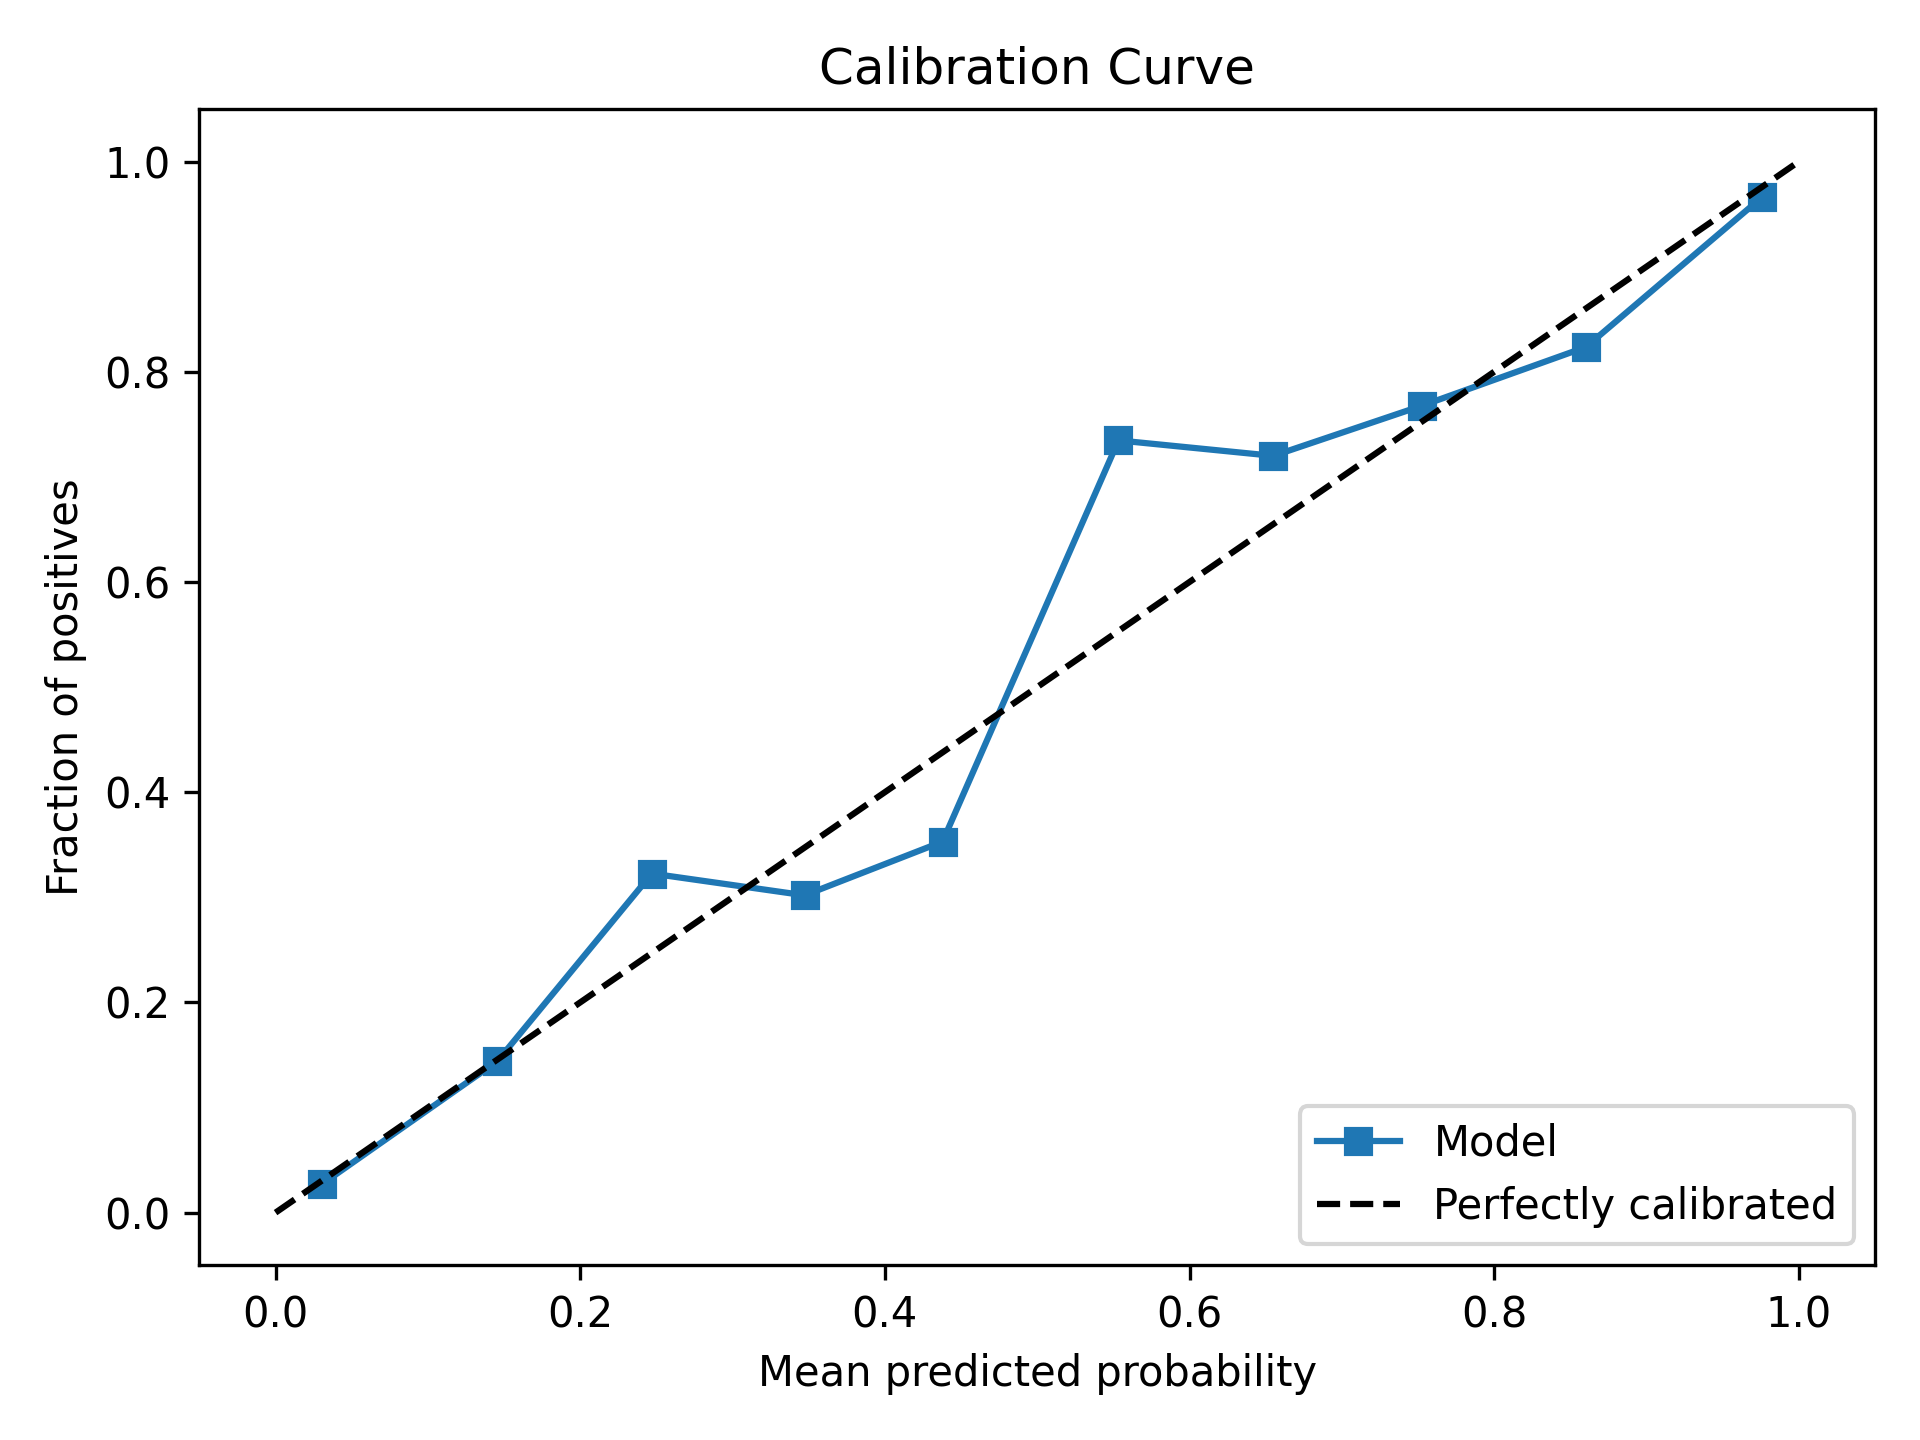 Calibration Curve
1.0
0.8
0.6
0.4
0.2
0.0
Fraction of positives
0.0 0.2 0.4 0.6 0.8 1.0
Mean predicted probability
Model
Perfectly calibrated